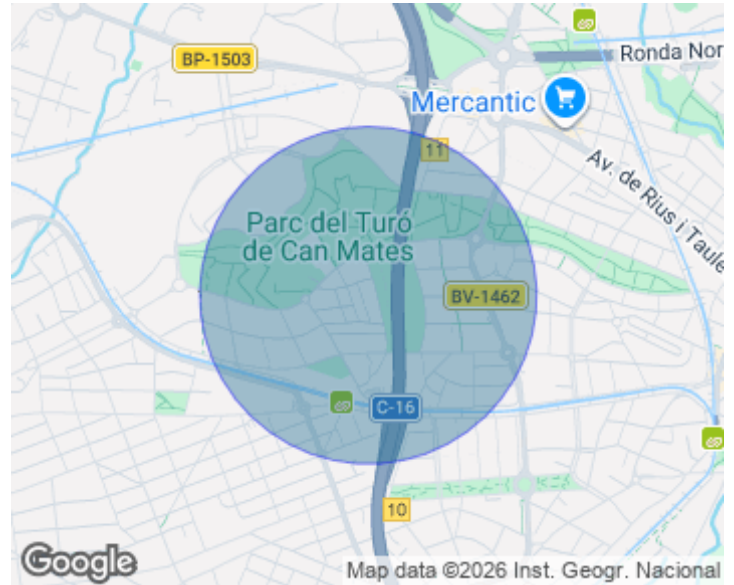 BP-1503
Ronda Nor
Mercantic
11
Av. de Rius i Taule
Parc del Turó
de Can Mates
BV-1462
C-16
10
Google
Map data ©2026 Inst. Geogr. Nacional